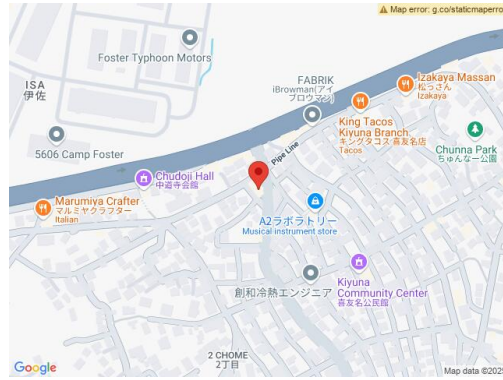 Map error: g.co/staticmaperro
Foster Typhoon Motors
ISA
伊佐
FABRIK
iBrowman(アイ
ブロウマン)
Izakaya Massan
松っさん
Izakaya
King Tacos
Kiyuna Branch
キングタコス 喜友名店
Tacos
5606 Camp Foster
Pipe Line
Chunna Park
ちゅんなー公園
Chudoji Hall
中道寺会館
Marumiya Crafter
マルミヤクラフター
Italian
A2ラボラトリー
Musical instrument store
創和冷熱エンジニア
Kiyuna
Community Center
喜友名公民館
2 CHOME
2丁目
Google
Map data ©202